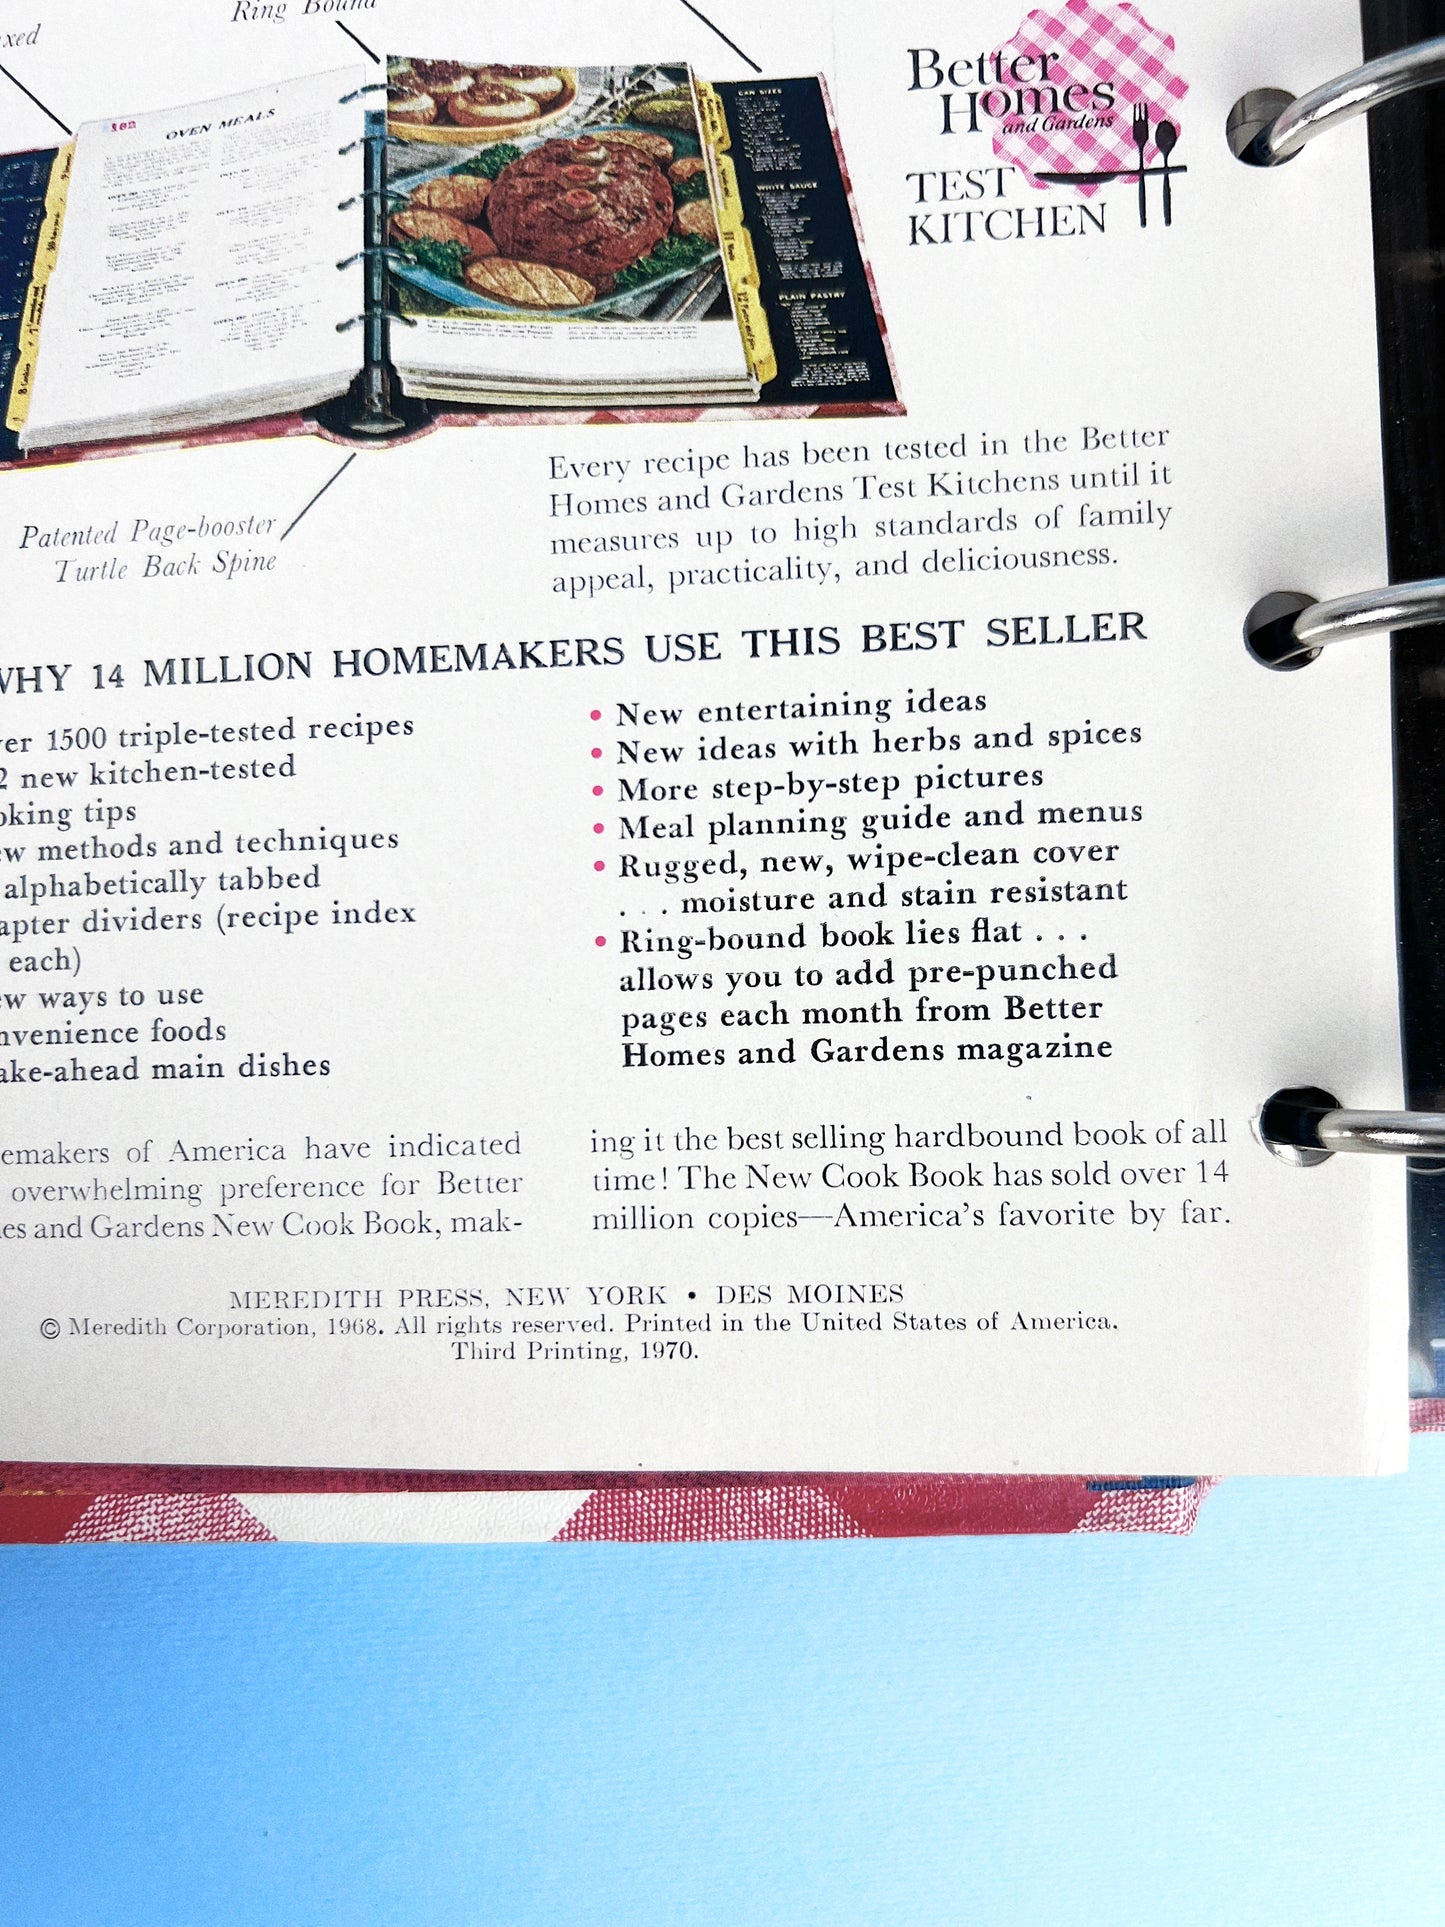 Ring Bound
OVEN MEALS
CAN SIZES
WHITE SAUCE
PLAIN PASTRY
Better
Homes
and Gardens
TEST
KITCHEN
Patented Page-booster
Turtle Back Spine
Every recipe has been tested in the Better
Homes and Gardens Test Kitchens until it
measures up to high standards of family
appeal, practicality, and deliciousness.
WHY 14 MILLION HOMEMAKERS USE THIS BEST SELLER
1500 triple-tested recipes
new kitchen-tested
tips
methods and techniques
alphabetically tabbed
dividers (recipe index
each)
ways to use
foods
main dishes
• New entertaining ideas
• New ideas with herbs and spices
• More step-by-step pictures
• Meal planning guide and menus
• Rugged, new, wipe-clean cover
. . . moisture and stain resistant
• Ring-bound book lies flat . . .
allows you to add pre-punched
pages each month from Better
Homes and Gardens magazine
emakers of America have indicated
overwhelming preference for Better
es and Gardens New Cook Book, mak-
ing it the best selling hardbound book of all
time! The New Cook Book has sold over 14
million copies—America's favorite by far.
MEREDITH PRESS, NEW YORK • DES MOINES
© Meredith Corporation, 1968. All rights reserved. Printed in the United States of America.
Third Printing, 1970.